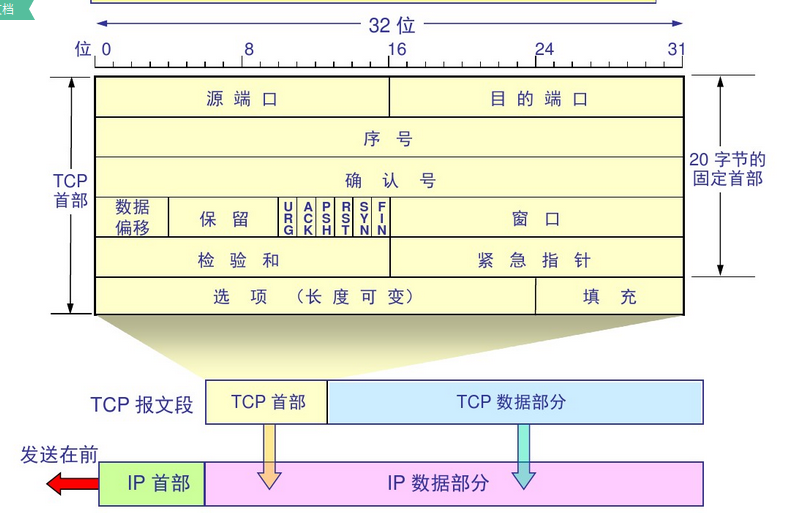 文档
32 位
位 0 8 16 24 31
源 端 口 目 的 端 口
序 号
TCP
首部
20 字节的
固定首部
确 认 号
数据
偏移
保 留
URG
ACK
PSH
RST
SYN
FIN
窗 口
检 验 和 紧 急 指 针
选 项 （长 度 可 变） 填 充
TCP 报文段 TCP 首部 TCP 数据部分
发送在前
IP 首部 IP 数据部分